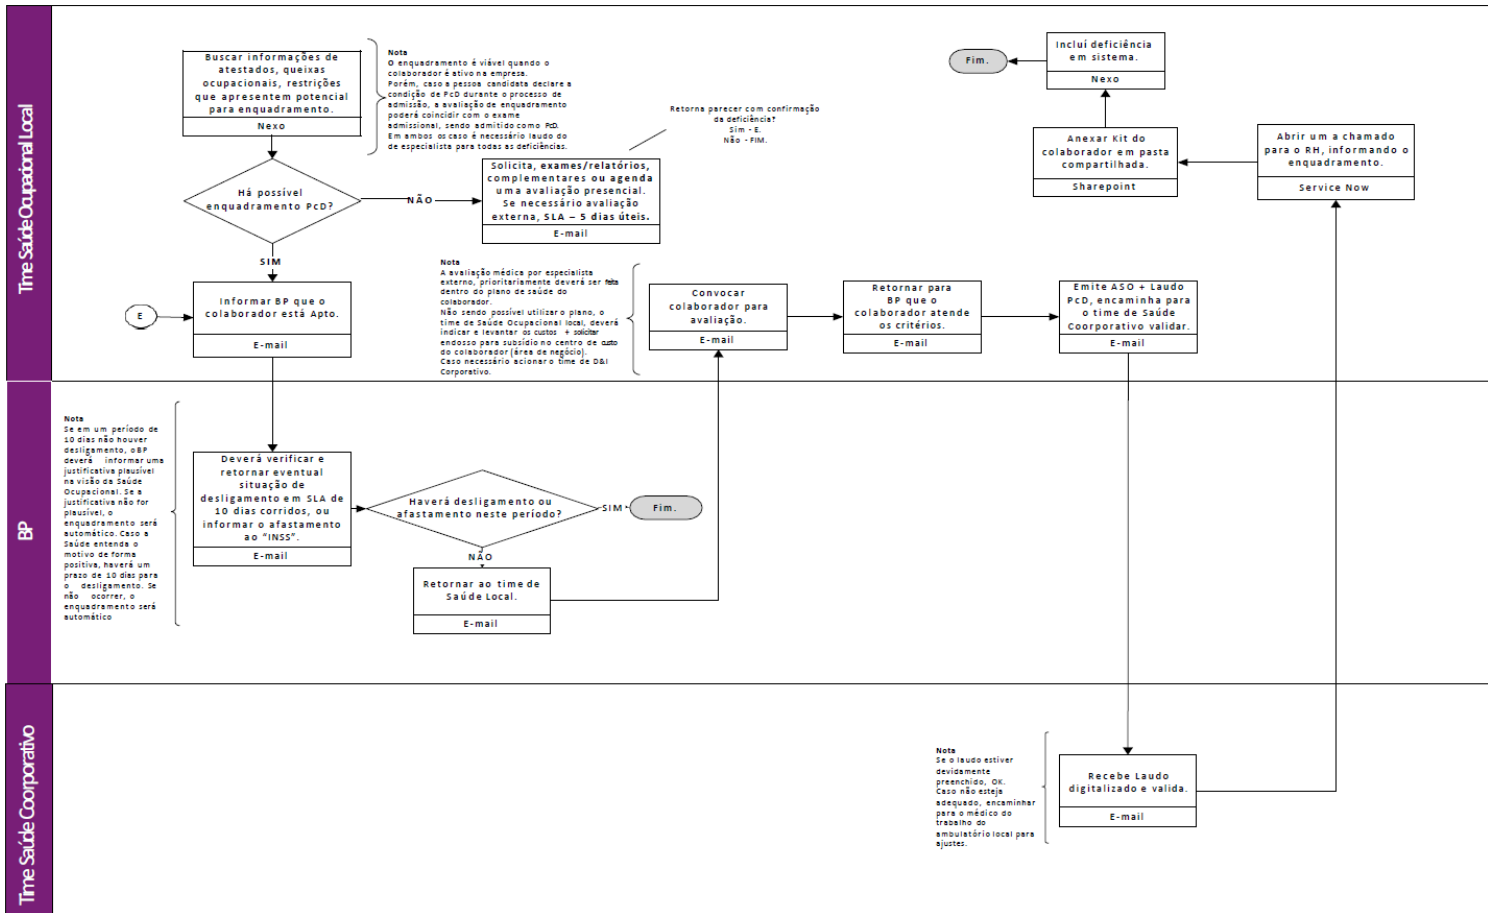 Time Saúde Ocupacional Local
Buscar informações de
atestados, queixas
ocupacionais, restrições
que apresentem potencial
para enquadramento.
Nexo
Nota
O enquadramento é viável quando o
colaborador é ativo na empresa.
Porém, caso a pessoa candidata declare a
condição de PcD durante o processo de
admissão, a avaliação de enquadramento
poderá coincidir com o exame
admissional, sendo admitido como PcD.
Em ambos os caso é necessário laudo de
especialista para todas as deficiências.
Retorna parecer com confirmação
da deficiência?
Sim - E.
Não - FIM.
Há possível
enquadramento PcD?
NÃO
Solicita, exames/relatórios,
complementares ou agenda
uma avaliação presencial.
Se necessário avaliação
externa, SLA – 5 dias úteis.
E-mail
SIM
E
Informar BP que o
colaborador está Apto.
E-mail
Nota
A avaliação médica por especialista
externo, prioritariamente deverá ser feita
dentro do plano de saúde do
colaborador.
Não sendo possível utilizar o plano, o
time de Saúde Ocupacional local, deverá
indicar e levantar os custos + solicitar
endosso para subsídio no centro de custo
do colaborador (área de negócio).
Caso necessário acionar o time de D&I
Corporativo.
Convocar
colaborador para
avaliação.
E-mail
Retornar para
BP que o
colaborador atende
os critérios.
E-mail
Emite ASO + Laudo
PcD, encaminha para
o time de Saúde
Coorporativo validar.
E-mail
Fim.
Incluí deficiência
em sistema.
Nexo
Anexar Kit do
colaborador em pasta
compartilhada.
Sharepoint
Abrir um a chamado
para o RH, informando o
enquadramento.
Service Now
BP
Nota
Se em um período de
10 dias não houver
desligamento, o BP
deverá informar uma
justificativa plausível
na visão da Saúde
Ocupacional. Se a
justificativa não for
plausível, o
enquadramento será
automático. Caso a
Saúde entenda o
motivo de forma
positiva, haverá um
prazo de 10 dias para
o desligamento. Se
não ocorrer, o
enquadramento será
automático
Deverá verificar e
retornar eventual
situação de
desligamento em SLA de
10 dias corridos, ou
informar o afastamento
ao “INSS”.
E-mail
Haverá desligamento ou
afastamento neste período?
SIM
Fim.
NÃO
Retornar ao time de
Saúde Local.
E-mail
Time Saúde Coorporativo
Nota
Se o laudo estiver
devidamente
preenchido, OK.
Caso não esteja
adequado, encaminhar
para o médico do
trabalho do
ambulatório local para
ajustes.
Recebe Laudo
digitalizado e valida.
E-mail